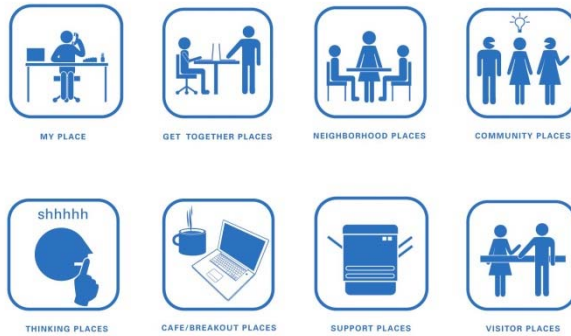 MY PLACE
GET TOGETHER PLACES
NEIGHBORHOOD PLACES
COMMUNITY PLACES
shhhhh
THINKING PLACES
CAFE/BREAKOUT PLACES
SUPPORT PLACES
VISITOR PLACES